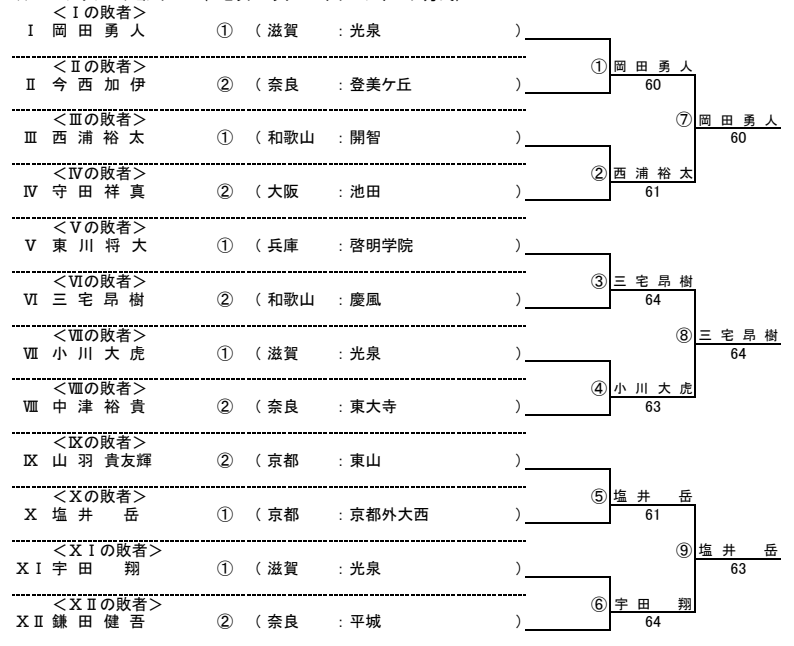 ＜Ⅰの敗者＞
Ⅰ 岡田勇人 ① （滋賀 ：光泉 ）
＜Ⅱの敗者＞ ① 岡田勇人
Ⅱ 今西加伊 ② （奈良 ：登美ケ丘 ） 60
＜Ⅲの敗者＞ ⑦ 岡田勇人
Ⅲ 西浦裕太 ① （和歌山 ：開智 ） 60
＜Ⅳの敗者＞ ② 西浦裕太
Ⅳ 守田祥真 ② （大阪 ：池田 ） 61
＜Ⅴの敗者＞
Ⅴ 東川将大 ① （兵庫 ：啓明学院 ）
＜Ⅵの敗者＞ ③ 三宅昂樹
Ⅵ 三宅昂樹 ② （和歌山 ：慶風 ） 64
＜Ⅶの敗者＞ ⑧ 三宅昂樹
Ⅶ 小川大虎 ① （滋賀 ：光泉 ） 64
＜Ⅷの敗者＞ ④ 小川大虎
Ⅷ 中津裕貴 ② （奈良 ：東大寺 ） 63
＜Ⅸの敗者＞
Ⅸ 山羽貴友輝 ② （京都 ：東山 ）
＜Ⅹの敗者＞ ⑤ 塩井 岳
Ⅹ 塩井 岳 ① （京都 ：京都外大西 ） 61
＜ⅩⅠの敗者＞ ⑨ 塩井 岳
ⅩⅠ 宇田 翔 ① （滋賀 ：光泉 ） 63
＜ⅩⅡの敗者＞ ⑥ 宇田 翔
ⅩⅡ 鎌田健吾 ② （奈良 ：平城 ） 64